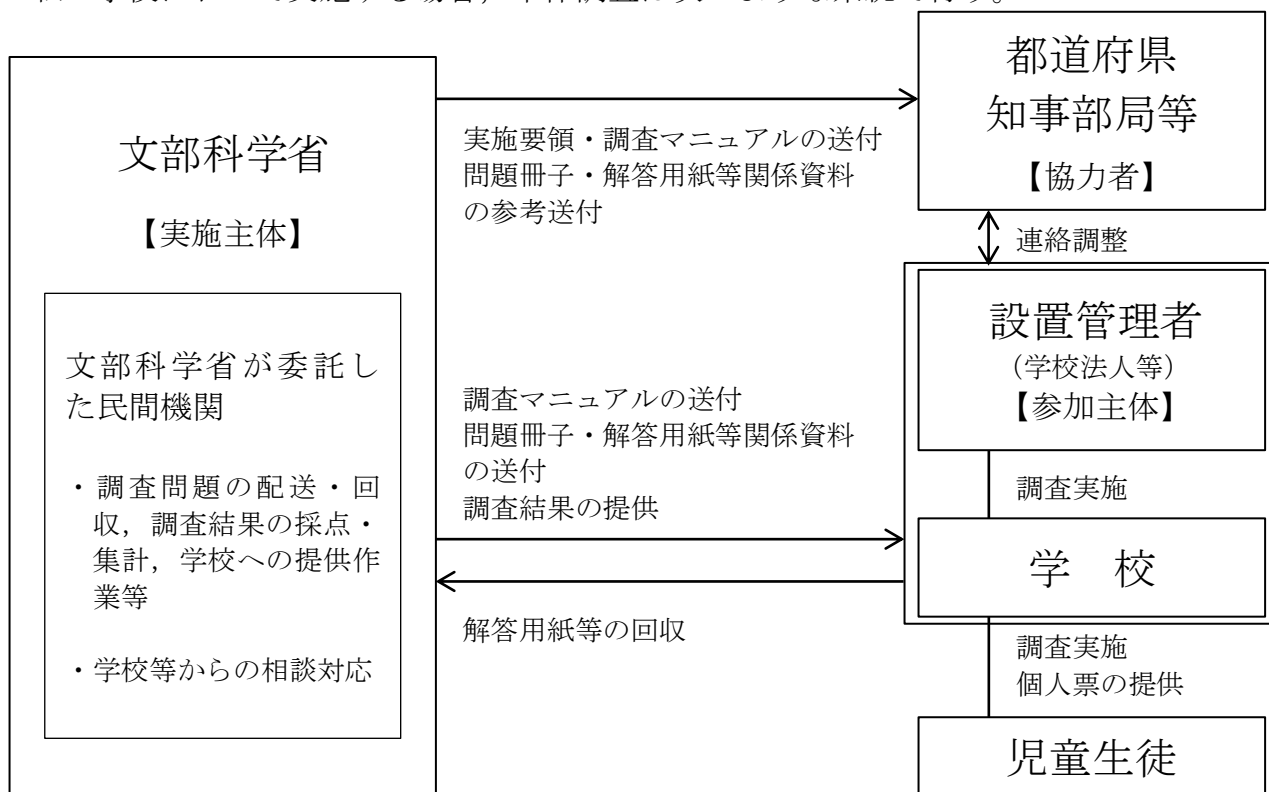 文部科学省
【実施主体】
文部科学省が委託し
た民間機関
・調査問題の配送・回
収，調査結果の採点・
集計，学校への提供作
業等
・学校等からの相談対応
実施要領・調査マニュアルの送付
問題冊子・解答用紙等関係資料
の参考送付
調査マニュアルの送付
問題冊子・解答用紙等関係資料
の送付
調査結果の提供
解答用紙等の回収
都道府県
知事部局等
【協力者】
連絡調整
設置管理者
（学校法人等）
【参加主体】
調査実施
学　校
調査実施
個人票の提供
児童生徒